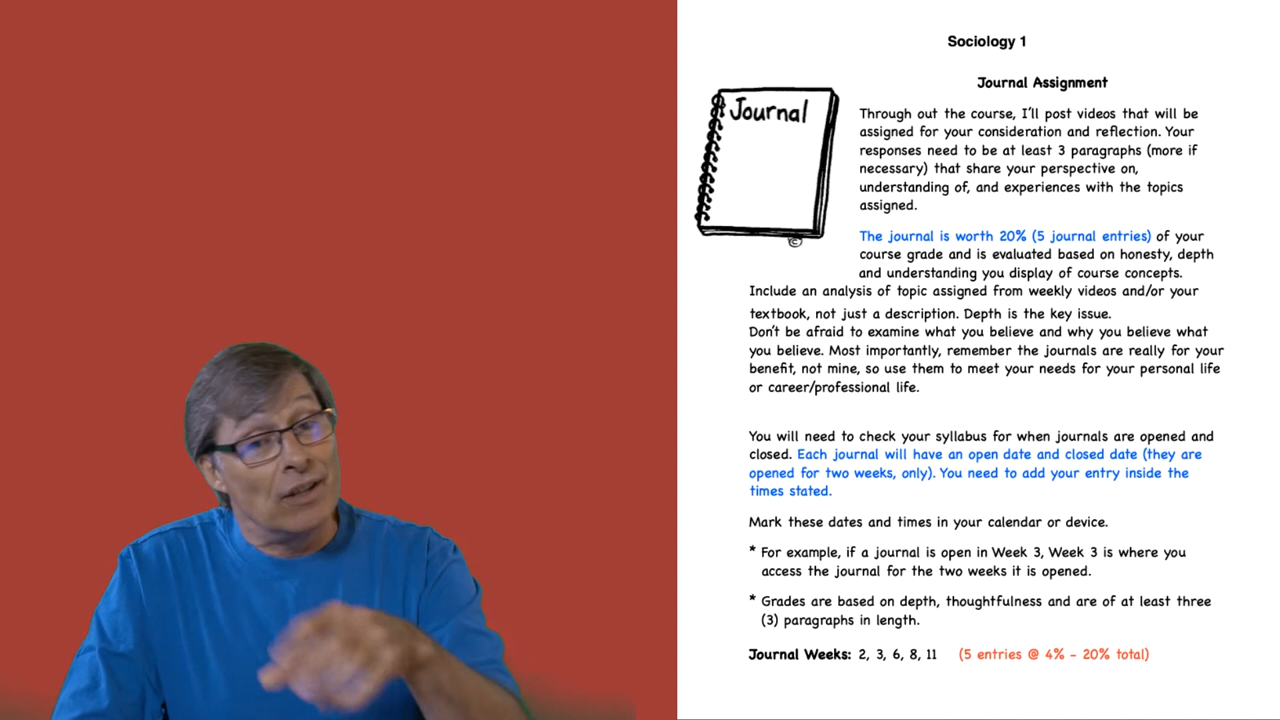 Sociology 1
Journal Assignment
Journal
Through out the course, I'll post videos that will be
assigned for your consideration and reflection. Your
responses need to be at least 3 paragraphs (more if
necessary) that share your perspective on,
understanding of, and experiences with the topics
assigned.
The journal is worth 20% (5 journal entries) of your
course grade and is evaluated based on honesty, depth
and understanding you display of course concepts.
Include an analysis of topic assigned from weekly videos and/or your
textbook, not just a description. Depth is the key issue.
Don't be afraid to examine what you believe and why you believe what
you believe. Most importantly, remember the journals are really for your
benefit, not mine, so use them to meet your needs for your personal life
or career/professional life.
You will need to check your syllabus for when journals are opened and
closed. Each journal will have an open date and closed date (they are
opened for two weeks, only). You need to add your entry inside the
times stated.
Mark these dates and times in your calendar or device.
* For example, if a journal is open in Week 3, Week 3 is where you
access the journal for the two weeks it is opened.
* Grades are based on depth, thoughtfulness and are of at least three
(3) paragraphs in length.
Journal Weeks: 2, 3, 6, 8, 11 (5 entries @ 4% - 20% total)